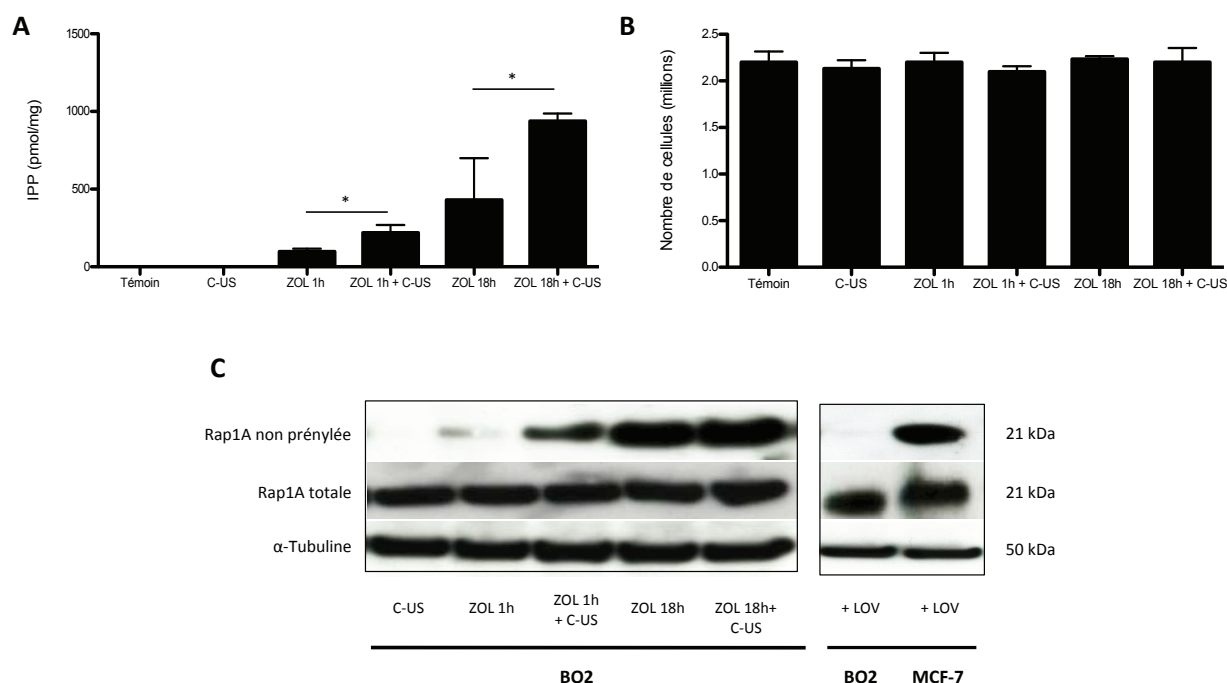 A
1500
1000
500
0
IPP (pmol/mg)
*
*
Témoin C-US ZOL 1h ZOL 1h + C-US ZOL 18h ZOL 18h + C-US
B
2.5
2.0
1.5
1.0
0.5
0.0
Nombre de cellules (millions)
Témoin C-US ZOL 1h ZOL 1h + C-US ZOL 18h ZOL 18h + C-US
C
Rap1A non prénylée 21 kDa
Rap1A totale 21 kDa
α-Tubuline 50 kDa
C-US ZOL 1h ZOL 1h + C-US ZOL 18h ZOL 18h+ C-US + LOV + LOV
BO2 BO2 MCF-7